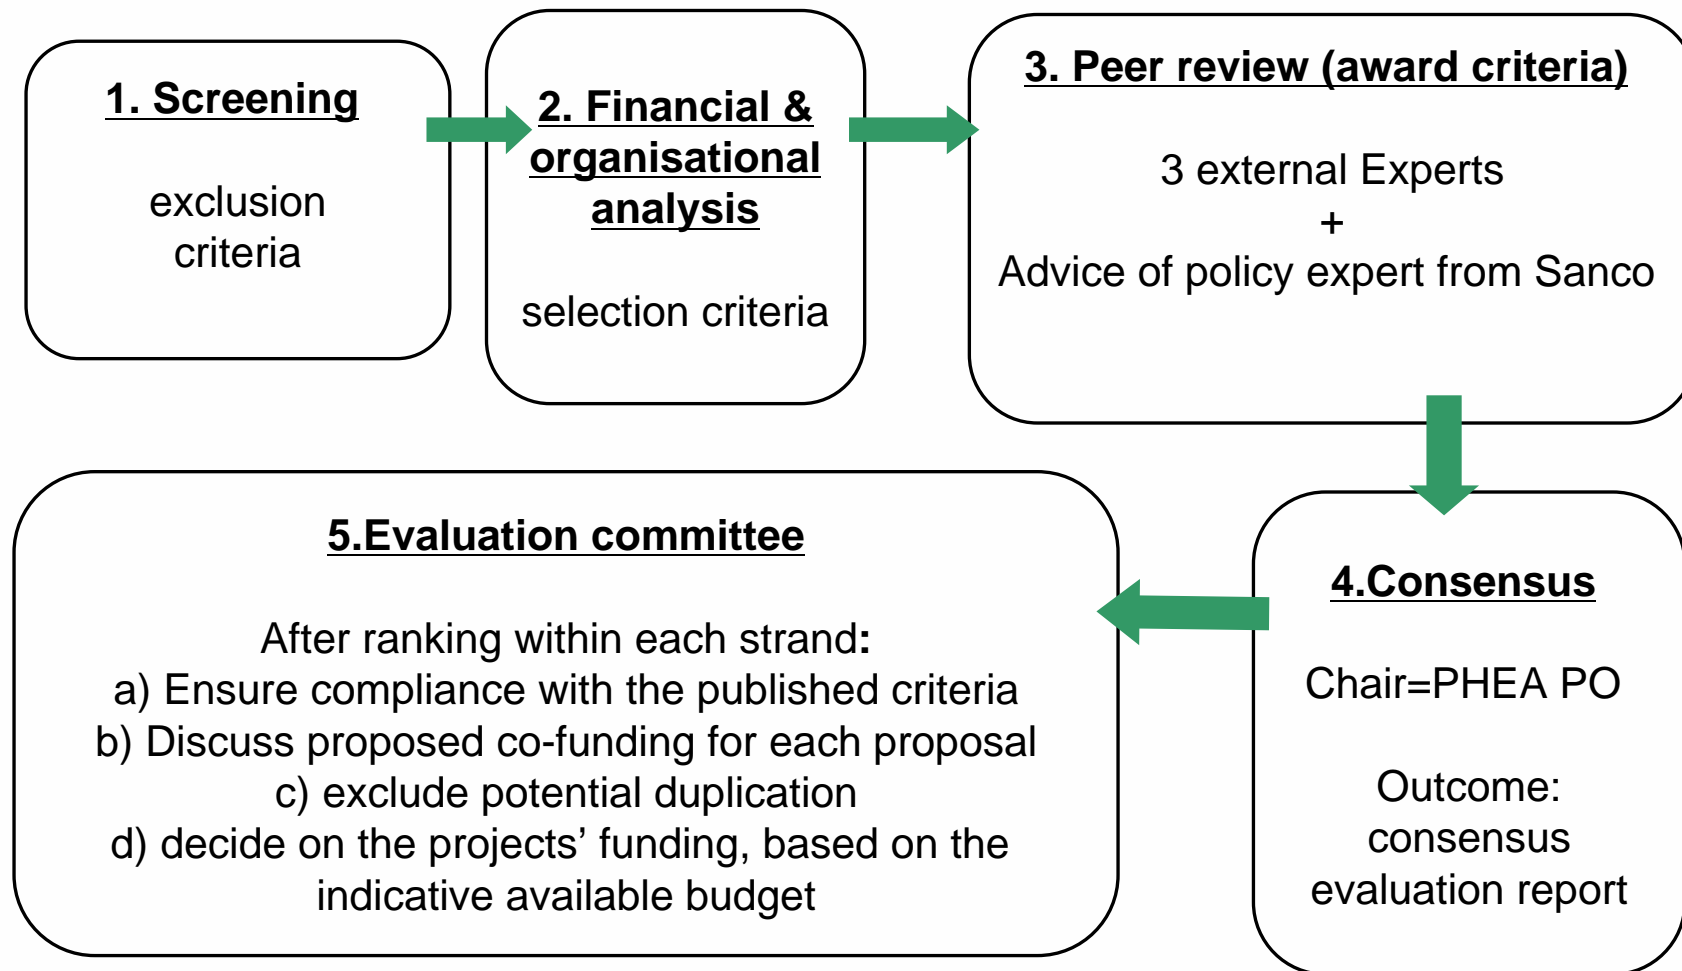 1. Screening
exclusion
criteria
2. Financial &
organisational
analysis
selection criteria
3. Peer review (award criteria)
3 external Experts
+
Advice of policy expert from Sanco
4.Consensus
Chair=PHEA PO
Outcome:
consensus
evaluation report
5.Evaluation committee
After ranking within each strand:
a) Ensure compliance with the published criteria
b) Discuss proposed co-funding for each proposal
c) exclude potential duplication
d) decide on the projects’ funding, based on the
indicative available budget